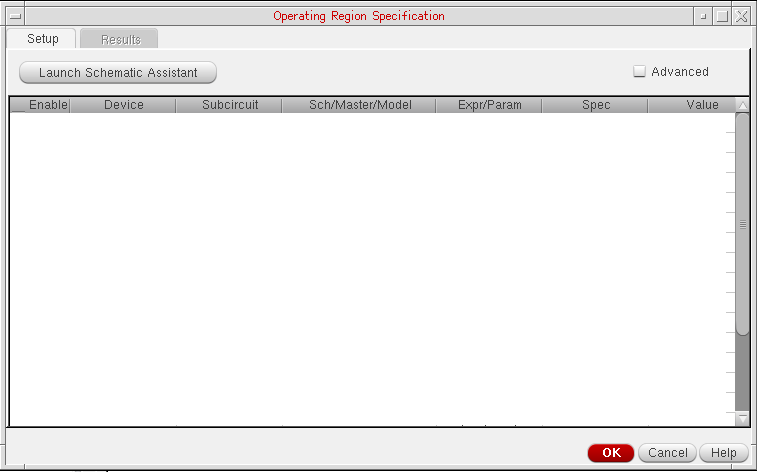 Operating Region Specification
Setup Results
Launch Schematic Assistant Advanced
Enable Device Subcircuit Sch/Master/Model Expr/Param Spec Value
OK Cancel Help